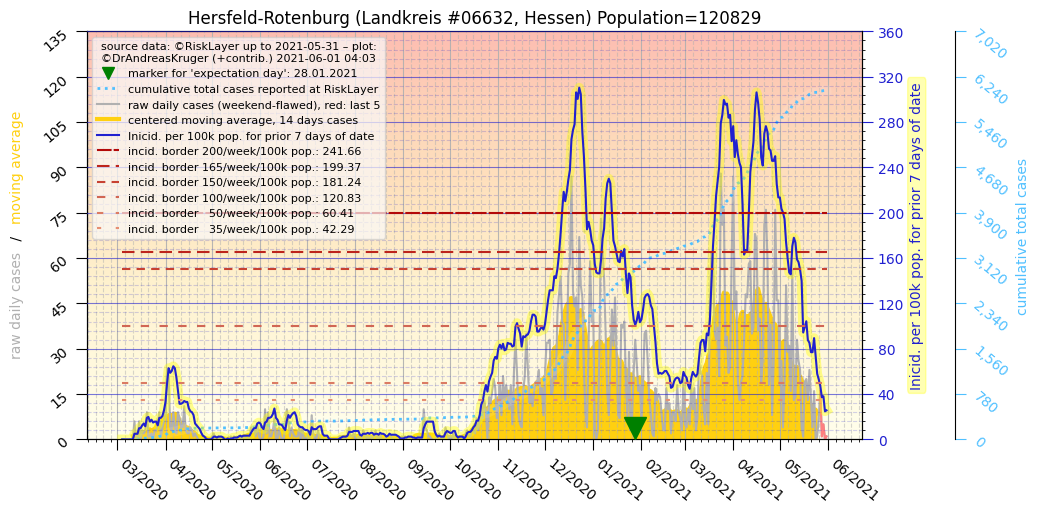 Hersfeld-Rotenburg (Landkreis #06632, Hessen) Population=120829
source data: ©RiskLayer up to 2021-05-31 – plot:
©DrAndreasKruger (+contrib.) 2021-06-01 04:03
marker for 'expectation day': 28.01.2021
cumulative total cases reported at RiskLayer
raw daily cases (weekend-flawed), red: last 5
centered moving average, 14 days cases
Inicid. per 100k pop. for prior 7 days of date
incid. border 200/week/100k pop.: 241.66
incid. border 165/week/100k pop.: 199.37
incid. border 150/week/100k pop.: 181.24
incid. border 100/week/100k pop.: 120.83
incid. border   50/week/100k pop.: 60.41
incid. border   35/week/100k pop.: 42.29
raw daily cases   /   moving average
135
120
105
90
75
60
45
30
15
0
03/2020
04/2020
05/2020
06/2020
07/2020
08/2020
09/2020
10/2020
11/2020
12/2020
01/2021
02/2021
03/2021
04/2021
05/2021
06/2021
360
320
280
240
200
160
120
80
40
0
Inicid. per 100k pop. for prior 7 days of date
7,020
6,240
5,460
4,680
3,900
3,120
2,340
1,560
780
0
cumulative total cases